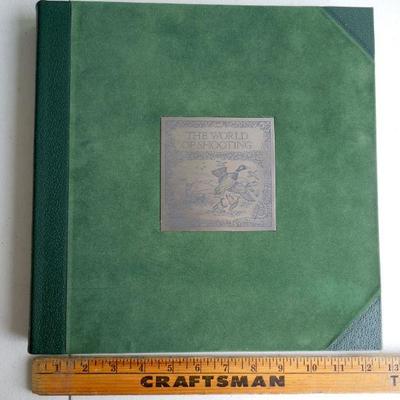 THE WORLD
OF SHOOTING
1 2 3 4 5 6 7 8 9 10 11 12 13
CRAFTSMAN